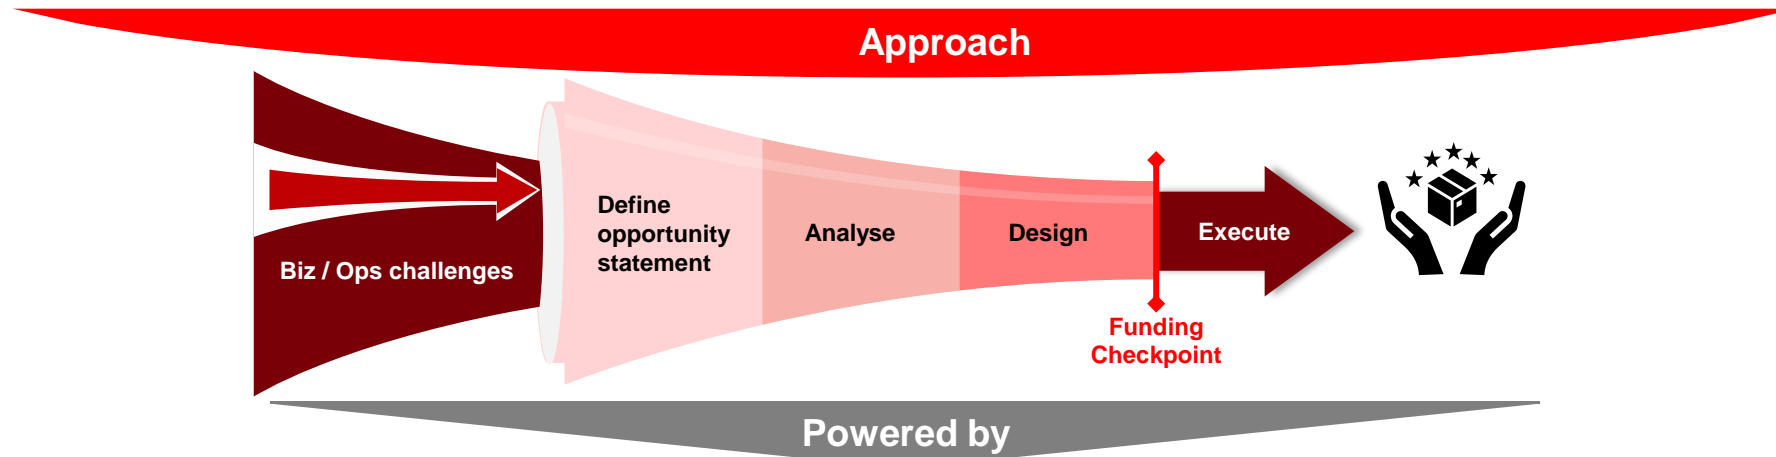 Approach
Biz / Ops challenges
Define
opportunity
statement
Analyse
Design
Execute
Funding
Checkpoint
Powered by